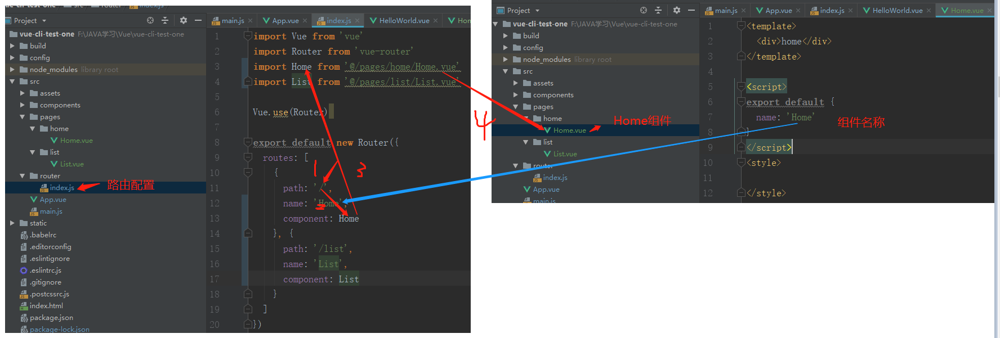 Project
vue-cli-test-one F:\JAVA学习\Vue\vue-cli-test-one
build
config
node_modules library root
src
assets
components
pages
home
Home.vue
list
List.vue
router
index.js
路由配置
App.vue
main.js
static
.babelrc
.editorconfig
.eslintignore
.eslintrc.js
.gitignore
.postcssrc.js
index.html
package.json
package-lock.json
main.js App.vue index.js HelloWorld.vue Hom
1 import Vue from 'vue'
2 import Router from 'vue-router'
3 import Home from '@/pages/home/Home.vue'
4 import List from '@/pages/list/List.vue'
5
6 Vue.use(Router)
7
8 export default new Router({
9 routes: [
10 {
11 path: '/',
12 name: 'Home',
13 component: Home
14 }, {
15 path: '/list',
16 name: 'List',
17 component: List
18 }
19 ]
20 })
1
3
4
Project
vue-cli-test-one F:\JAVA学习\Vue\vue-cli-test-one
build
config
node_modules library root
src
assets
components
pages
home
Home.vue
Home组件
list
List.vue
router
index.js
App.vue
main.js
main.js App.vue index.js HelloWorld.vue Home.vue
1 <template>
2 <div>home</div>
3 </template>
4
5 <script>
6 export default {
7 name: 'Home'
组件名称
8 }
9 </script>
10 <style>
11
12 </style>